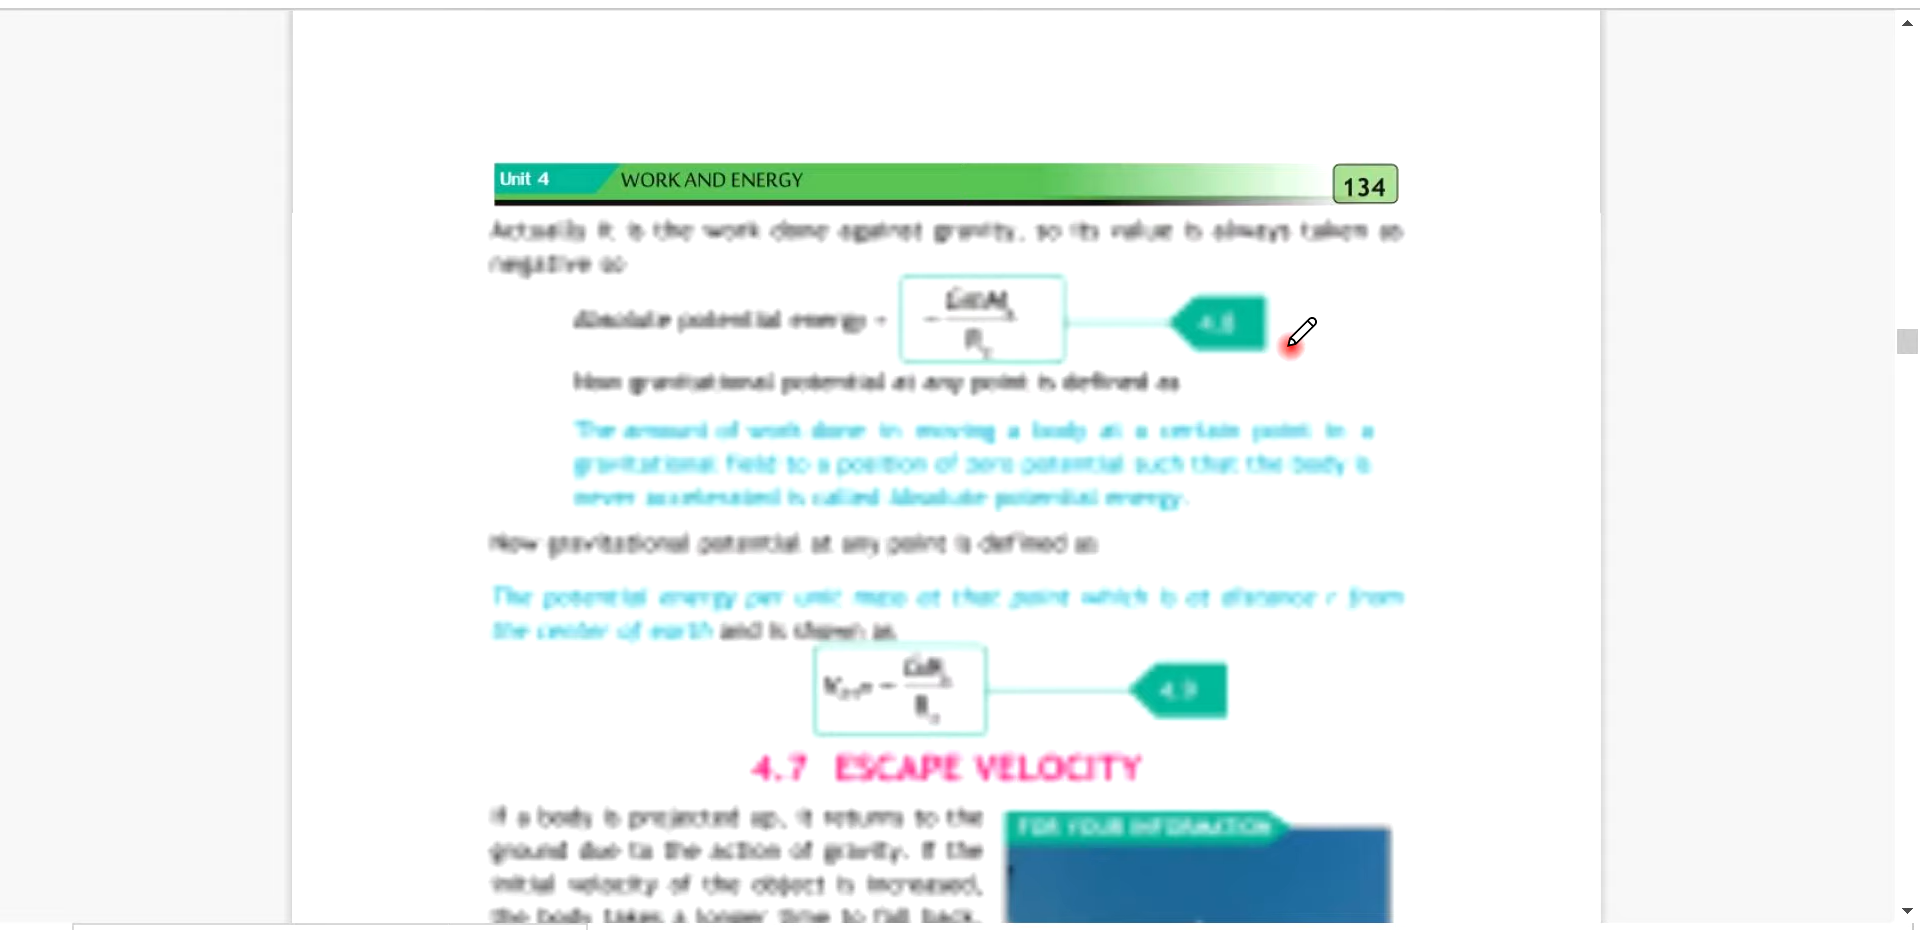 Unit 4 WORK AND ENERGY 134
Actually it is the work done against gravity, so its value is always taken as
negative so
Absolute potential energy =
4.8
Now gravitational potential at any point is defined as
The amount of work done in moving a body at a certain point in a
gravitational field to a position of zero potential such that the body is
never accelerated is called Absolute potential energy.
Now gravitational potential at any point is defined as
The potential energy per unit mass at that point which is at distance r from
the center of earth and is shown as
4.9
4.7 ESCAPE VELOCITY
If a body is projected up, it returns to the
ground due to the action of gravity. If the
initial velocity of the object is increased,
the body takes a longer time to fall back.
FOR YOUR INFORMATION